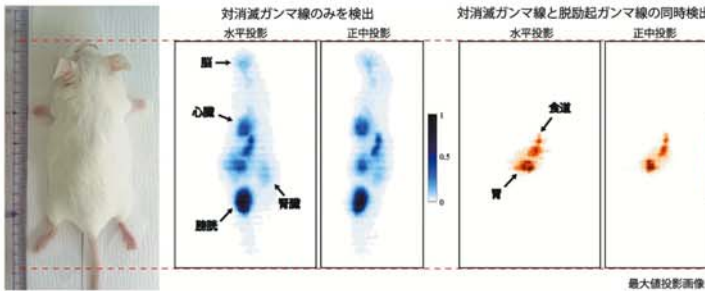 対消滅ガンマ線のみを検出
水平投影
正中投影
脳
心臓
腎臓
膀胱
1
0.5
0
対消滅ガンマ線と脱励起ガンマ線の同時検出
水平投影
正中投影
食道
胃
最大値投影画像